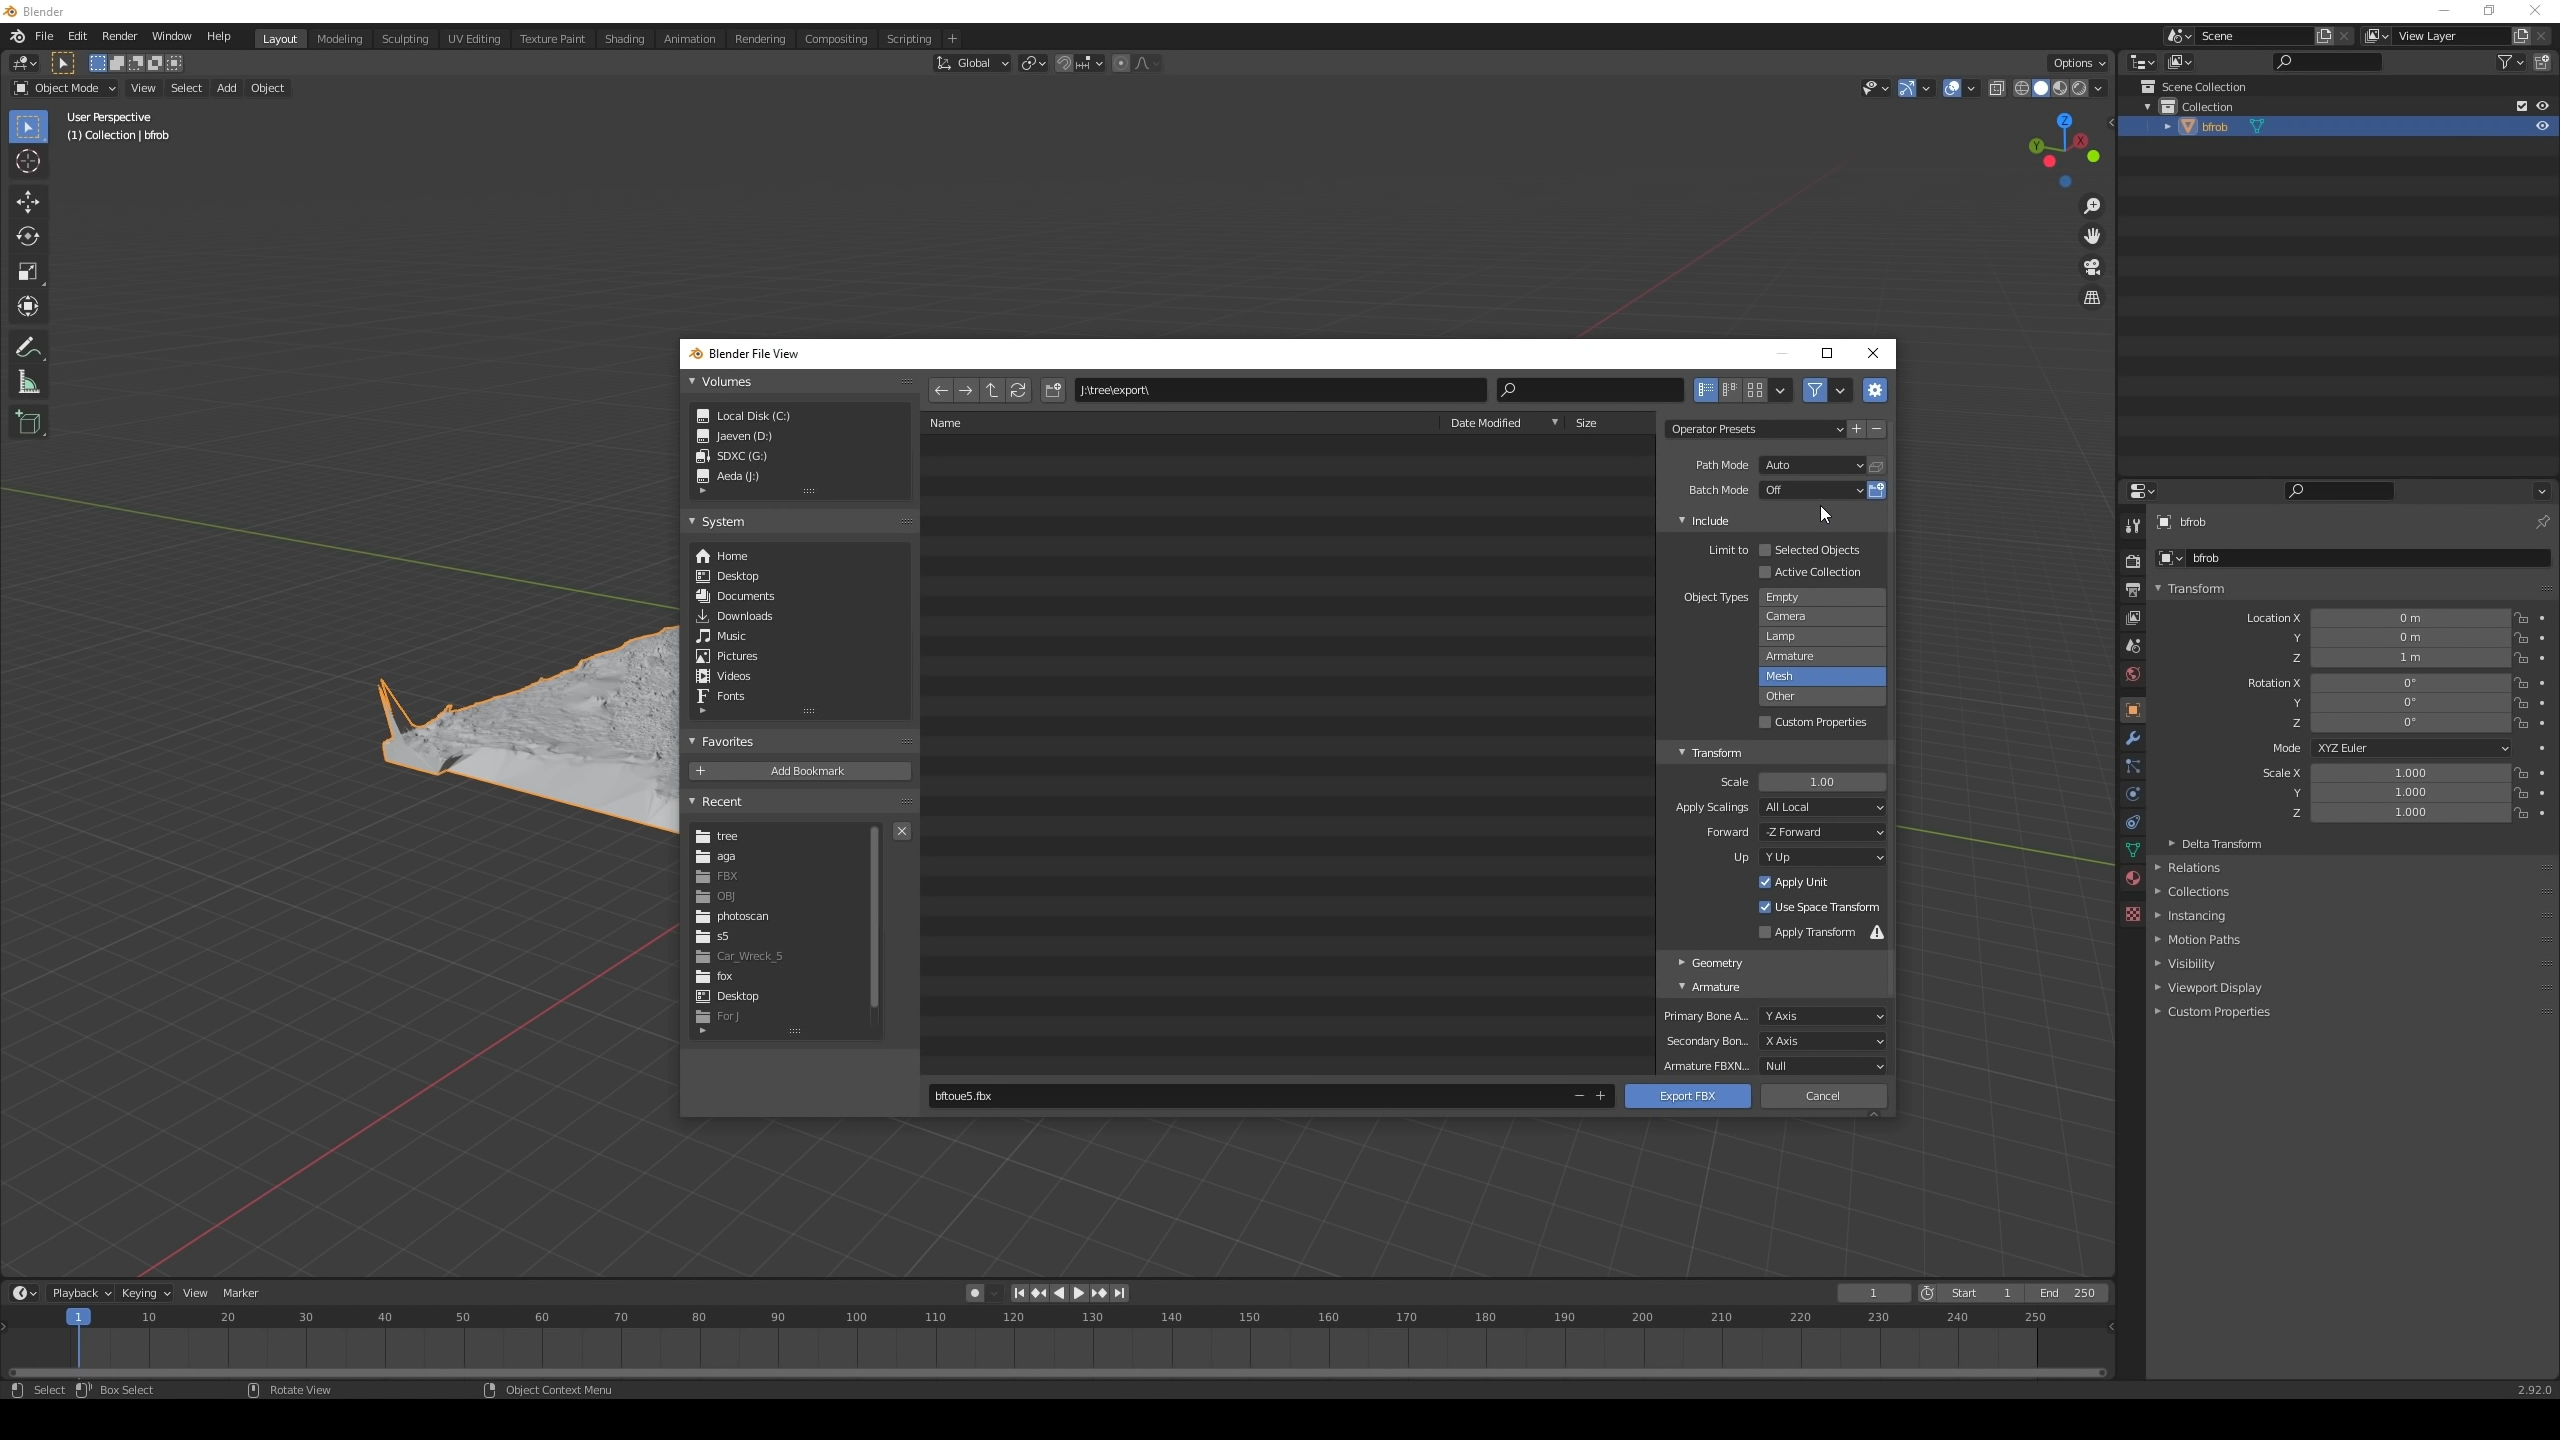 Blender
File Edit Render Window Help Layout Modeling Sculpting UV Editing Texture Paint Shading Animation Rendering Compositing Scripting + Scene View Layer
Global Options
Object Mode View Select Add Object
User Perspective
(1) Collection | bfrob
Z
Y X
Scene Collection
Collection
bfrob
Blender File View
Volumes
Local Disk (C:)
Jaeven (D:)
SDXC (G:)
Aeda (J:)
System
Home
Desktop
Documents
Downloads
Music
Pictures
Videos
Fonts
Favorites
+ Add Bookmark
Recent
tree
aga
FBX
OBJ
photoscan
s5
Car_Wreck_5
fox
Desktop
For J
J:\tree\export\
Name Date Modified Size
bftoue5.fbx
Operator Presets
Path Mode Auto
Batch Mode Off
Include
Limit to Selected Objects
Active Collection
Object Types Empty
Camera
Lamp
Armature
Mesh
Other
Custom Properties
Transform
Scale 1.00
Apply Scalings All Local
Forward -Z Forward
Up Y Up
Apply Unit
Use Space Transform
Apply Transform
Geometry
Armature
Primary Bone A... Y Axis
Secondary Bon... X Axis
Armature FBXN... Null
Export FBX Cancel
bfrob
bfrob
Transform
Location X 0 m
Y 0 m
Z 1 m
Rotation X 0°
Y 0°
Z 0°
Mode XYZ Euler
Scale X 1.000
Y 1.000
Z 1.000
Delta Transform
Relations
Collections
Instancing
Motion Paths
Visibility
Viewport Display
Custom Properties
Playback Keying View Marker 1 Start 1 End 250
1 10 20 30 40 50 60 70 80 90 100 110 120 130 140 150 160 170 180 190 200 210 220 230 240 250
Select Box Select Rotate View Object Context Menu 2.92.0